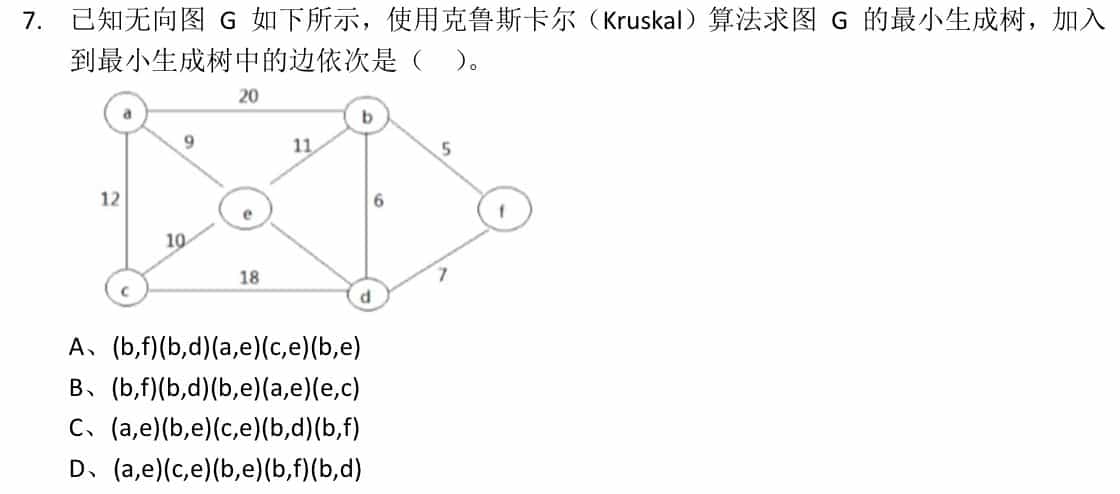 7. 已知无向图 G 如下所示，使用克鲁斯卡尔（Kruskal）算法求图 G 的最小生成树，加入
到最小生成树中的边依次是（ ）。
20
a
b
9
11
5
12
e
6
f
10
18
7
c
d
A、(b,f)(b,d)(a,e)(c,e)(b,e)
B、(b,f)(b,d)(b,e)(a,e)(e,c)
C、(a,e)(b,e)(c,e)(b,d)(b,f)
D、(a,e)(c,e)(b,e)(b,f)(b,d)